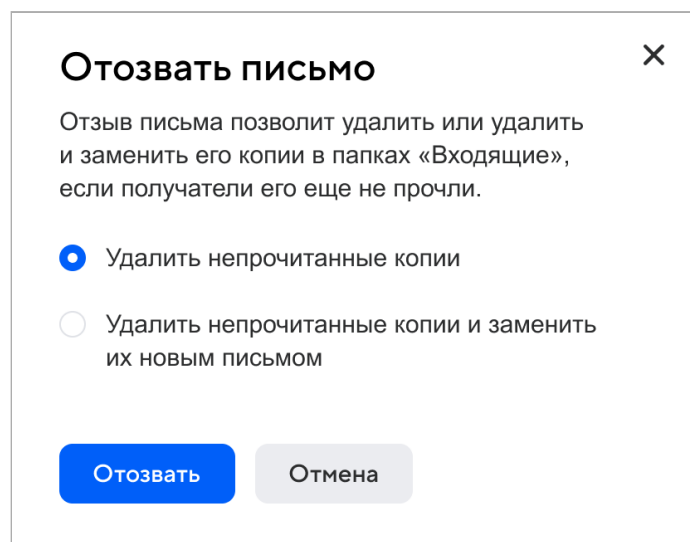 Отозвать письмо
Отзыв письма позволит удалить или удалить
и заменить его копии в папках «Входящие»,
если получатели его еще не прочли.
Удалить непрочитанные копии
Удалить непрочитанные копии и заменить
их новым письмом
Отозвать
Отмена